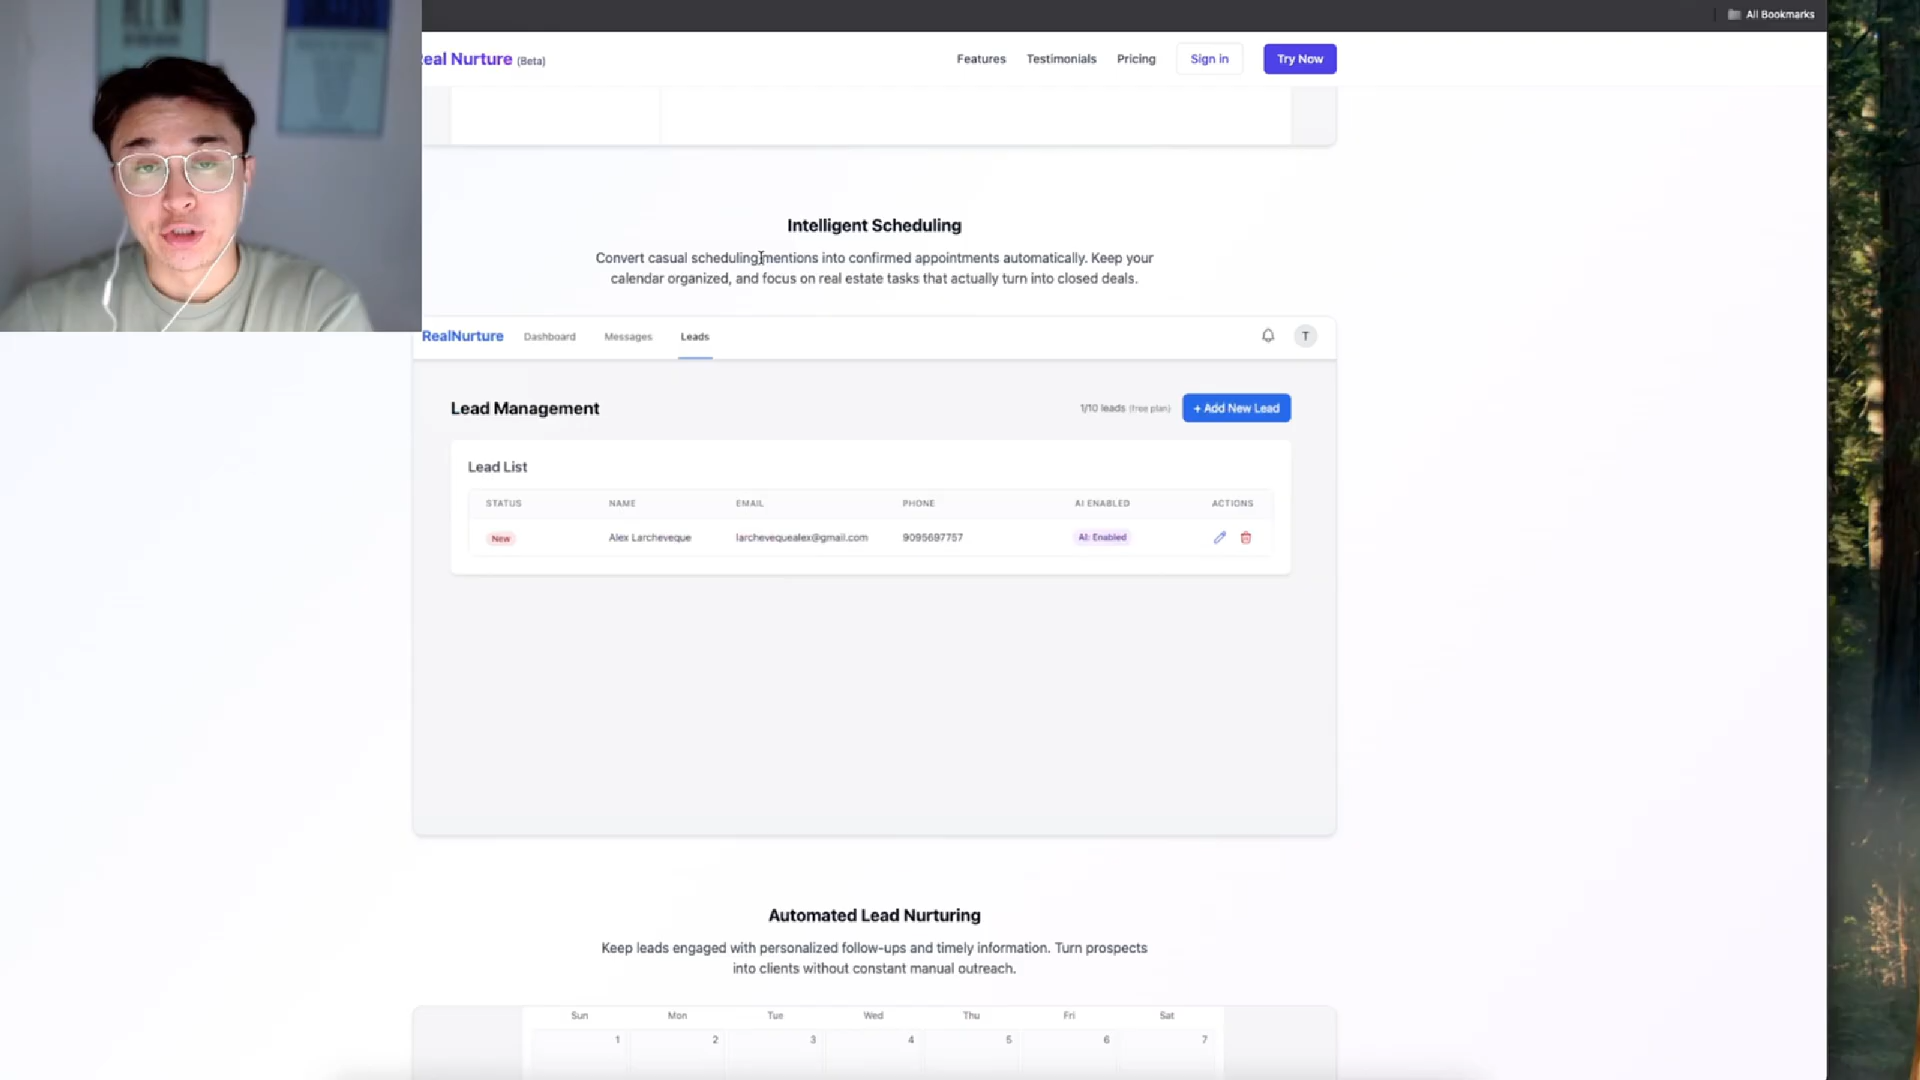 ALL IN
All Bookmarks
eal Nurture (Beta)
Features
Testimonials
Pricing
Sign in
Try Now
Intelligent Scheduling
Convert casual scheduling mentions into confirmed appointments automatically. Keep your
calendar organized, and focus on real estate tasks that actually turn into closed deals.
RealNurture
Dashboard
Messages
Leads
T
Lead Management
1/10 leads (free plan)
+ Add New Lead
Lead List
STATUS NAME EMAIL PHONE AI ENABLED ACTIONS
New Alex Larcheveque larchevequealex@gmail.com 9095697757 AI: Enabled
Automated Lead Nurturing
Keep leads engaged with personalized follow-ups and timely information. Turn prospects
into clients without constant manual outreach.
Sun Mon Tue Wed Thu Fri Sat
1 2 3 4 5 6 7